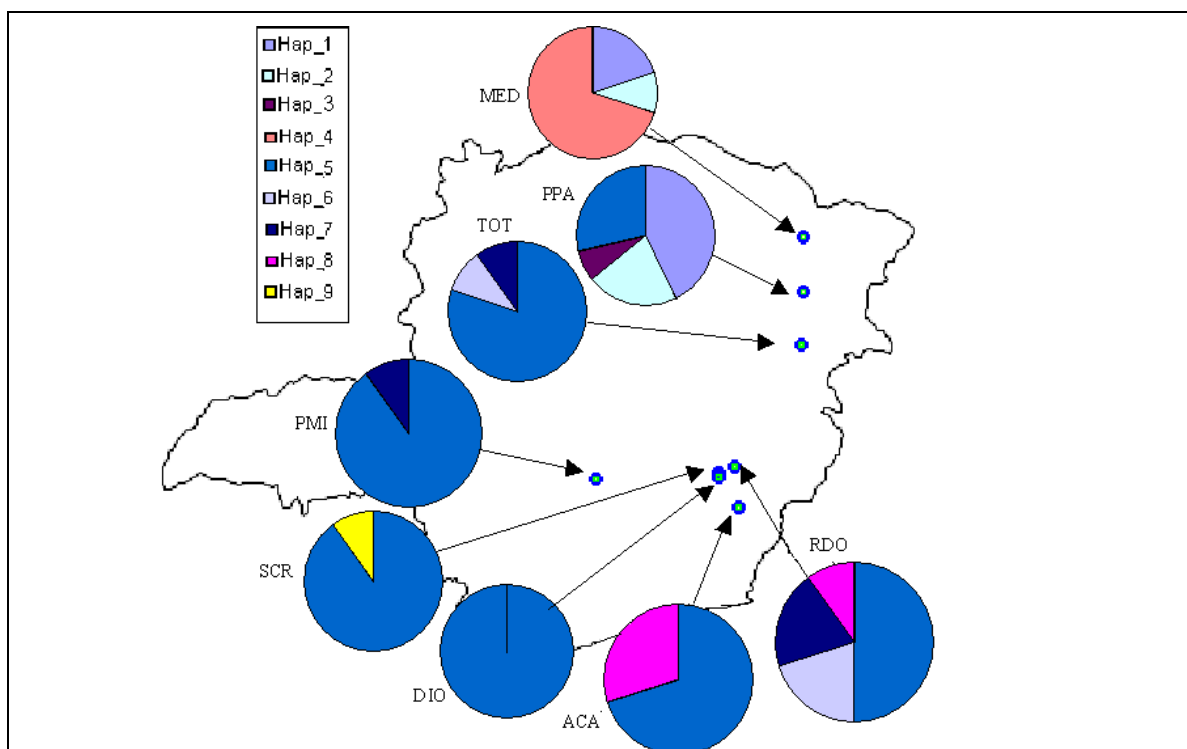 Hap_1
Hap_2
Hap_3
Hap_4
Hap_5
Hap_6
Hap_7
Hap_8
Hap_9
MED
PPA
TOT
PMI
SCR
RDO
DIO
ACA